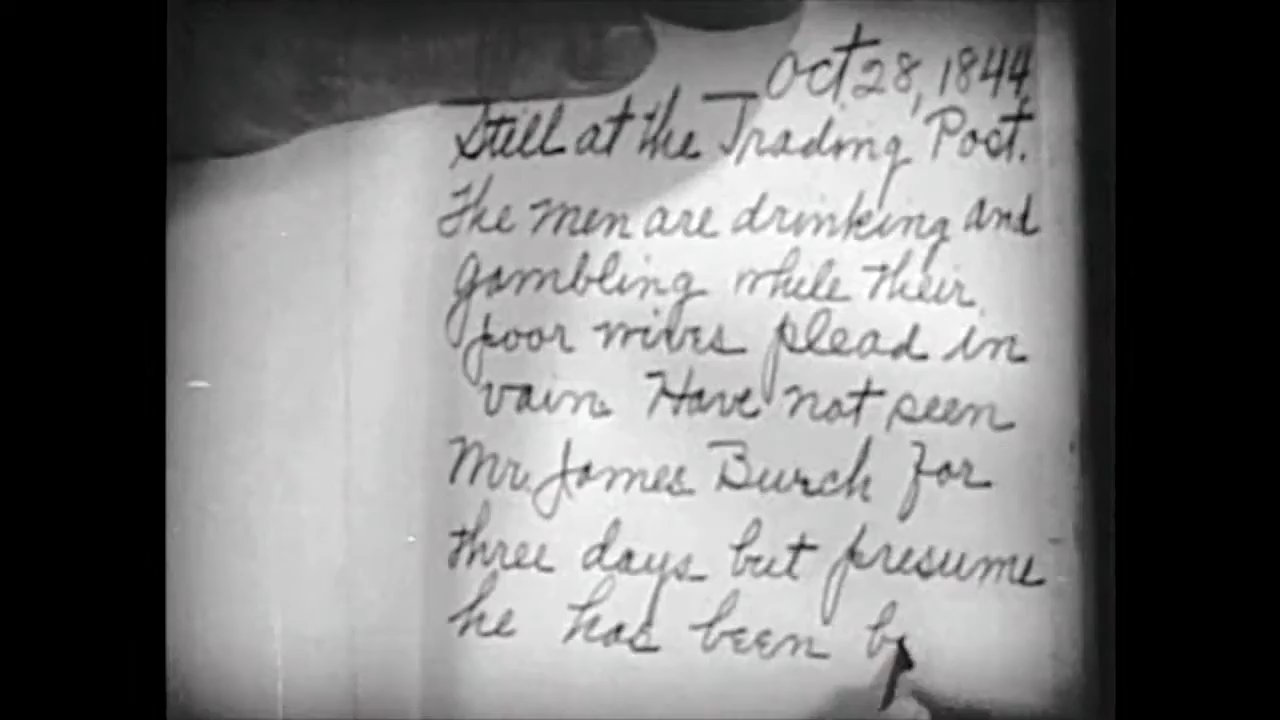 Oct 28, 1844
Still at the Trading Post.
The men are drinking and
gambling while their
poor wives plead in
vain. Have not seen
Mr. James Burch for
three days but presume
he has been b